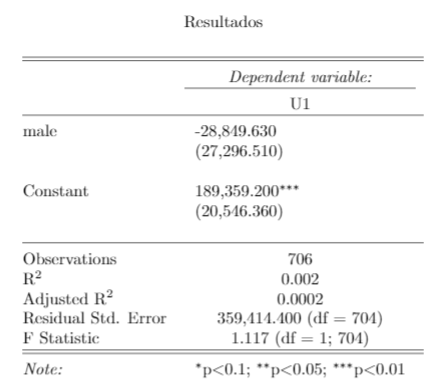 Resultados
Dependent variable:
U1
male -28,849.630
(27,296.510)
Constant 189,359.200***
(20,546.360)
Observations 706
R² 0.002
Adjusted R² 0.0002
Residual Std. Error 359,414.400 (df = 704)
F Statistic 1.117 (df = 1; 704)
Note: *p<0.1; **p<0.05; ***p<0.01